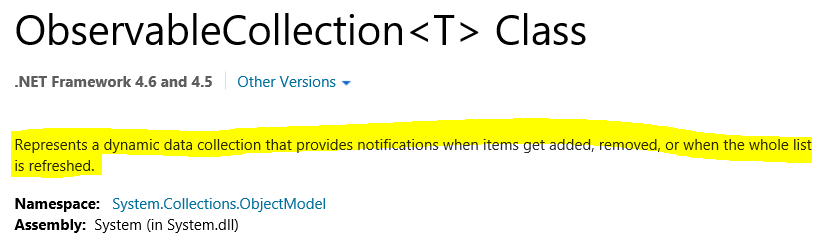 ObservableCollection<T> Class
.NET Framework 4.6 and 4.5 Other Versions
Represents a dynamic data collection that provides notifications when items get added, removed, or when the whole list
is refreshed.
Namespace: System.Collections.ObjectModel
Assembly: System (in System.dll)